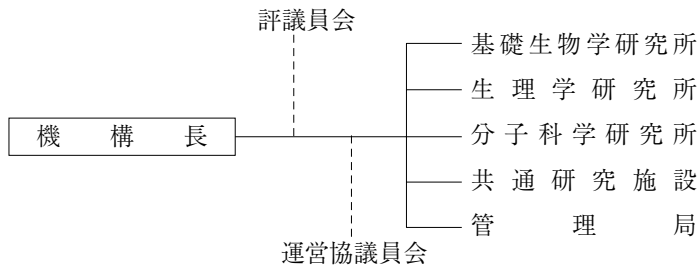 評議員会
基礎生物学研究所
生理学研究所
機構長
分子科学研究所
共通研究施設
管理局
運営協議員会